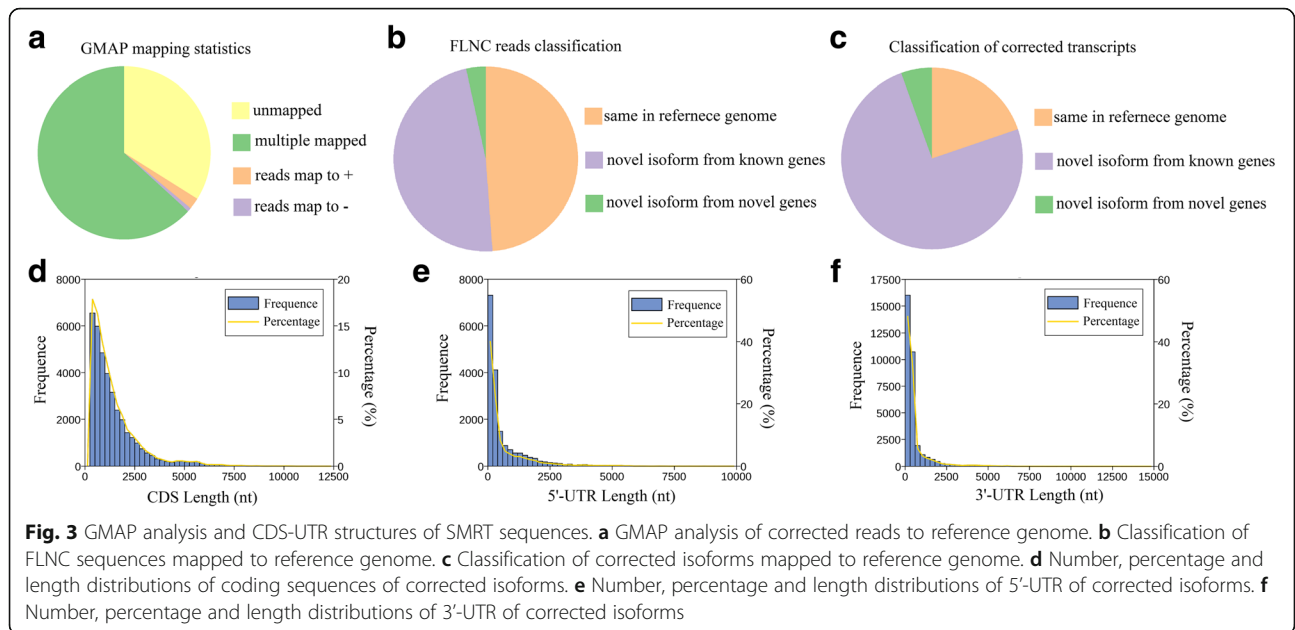 a
GMAP mapping statistics
unmapped
multiple mapped
reads map to +
reads map to -
b
FLNC reads classification
same in refernece genome
novel isoform from known genes
novel isoform from novel genes
c
Classification of corrected transcripts
same in refernece genome
novel isoform from known genes
novel isoform from novel genes
d
8000
6000
4000
2000
0
Frequence
20
15
10
5
0
Percentage (%)
Frequence
Percentage
0
2500
5000
7500
10000
12500
CDS Length (nt)
e
8000
6000
4000
2000
0
Frequence
60
40
20
0
Percentage (%)
Frequence
Percentage
0
2500
5000
7500
10000
5'-UTR Length (nt)
f
17500
15000
12500
10000
7500
5000
2500
0
Frequence
60
40
20
0
Percentage (%)
Frequence
Percentage
0
2500
5000
7500
10000
12500
15000
3'-UTR Length (nt)
Fig. 3 GMAP analysis and CDS-UTR structures of SMRT sequences. a GMAP analysis of corrected reads to reference genome. b Classification of
FLNC sequences mapped to reference genome. c Classification of corrected isoforms mapped to reference genome. d Number, percentage and
length distributions of coding sequences of corrected isoforms. e Number, percentage and length distributions of 5′-UTR of corrected isoforms. f
Number, percentage and length distributions of 3′-UTR of corrected isoforms